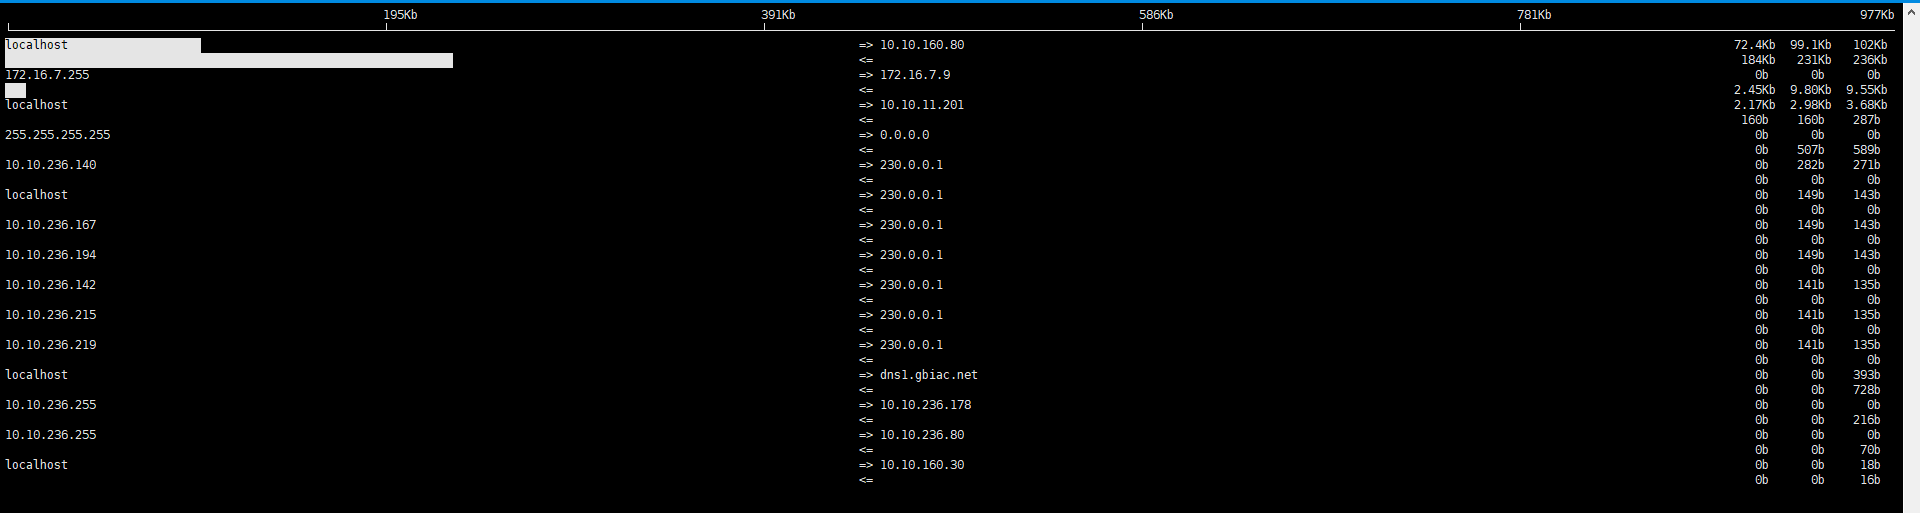 195Kb 391Kb 586Kb 781Kb 977Kb
localhost => 10.10.160.80 72.4Kb 99.1Kb 102Kb
<= 184Kb 231Kb 236Kb
172.16.7.255 => 172.16.7.9 0b 0b 0b
<= 2.45Kb 9.80Kb 9.55Kb
localhost => 10.10.11.201 2.17Kb 2.98Kb 3.68Kb
<= 160b 160b 287b
255.255.255.255 => 0.0.0.0 0b 0b 0b
<= 0b 507b 589b
10.10.236.140 => 230.0.0.1 0b 282b 271b
<= 0b 0b 0b
localhost => 230.0.0.1 0b 149b 143b
<= 0b 0b 0b
10.10.236.167 => 230.0.0.1 0b 149b 143b
<= 0b 0b 0b
10.10.236.194 => 230.0.0.1 0b 149b 143b
<= 0b 0b 0b
10.10.236.142 => 230.0.0.1 0b 141b 135b
<= 0b 0b 0b
10.10.236.215 => 230.0.0.1 0b 141b 135b
<= 0b 0b 0b
10.10.236.219 => 230.0.0.1 0b 141b 135b
<= 0b 0b 0b
localhost => dns1.gbiac.net 0b 0b 393b
<= 0b 0b 728b
10.10.236.255 => 10.10.236.178 0b 0b 0b
<= 0b 0b 216b
10.10.236.255 => 10.10.236.80 0b 0b 0b
<= 0b 0b 70b
localhost => 10.10.160.30 0b 0b 18b
<= 0b 0b 16b